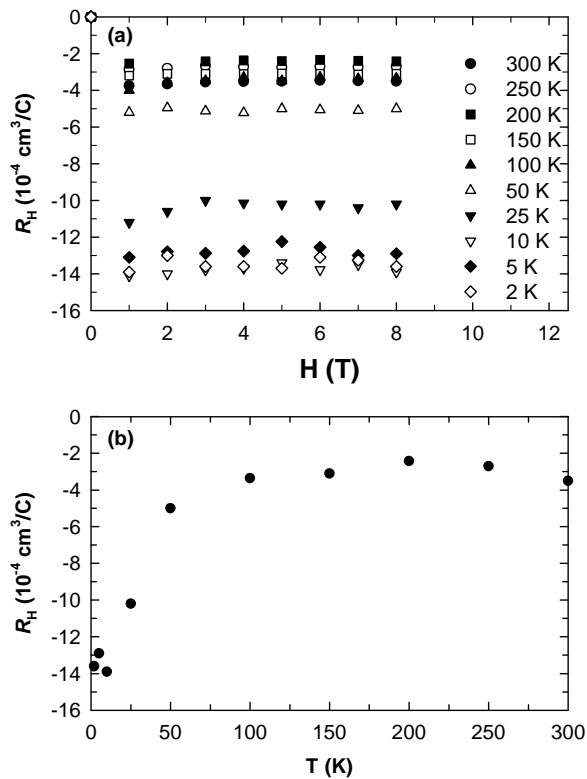 (a)
0
-2
-4
-6
-8
-10
-12
-14
-16
R_H (10^-4 cm^3/C)
300 K
250 K
200 K
150 K
100 K
50 K
25 K
10 K
5 K
2 K
0 2 4 6 8 10 12
H (T)
(b)
0
-2
-4
-6
-8
-10
-12
-14
-16
R_H (10^-4 cm^3/C)
0 50 100 150 200 250 300
T (K)